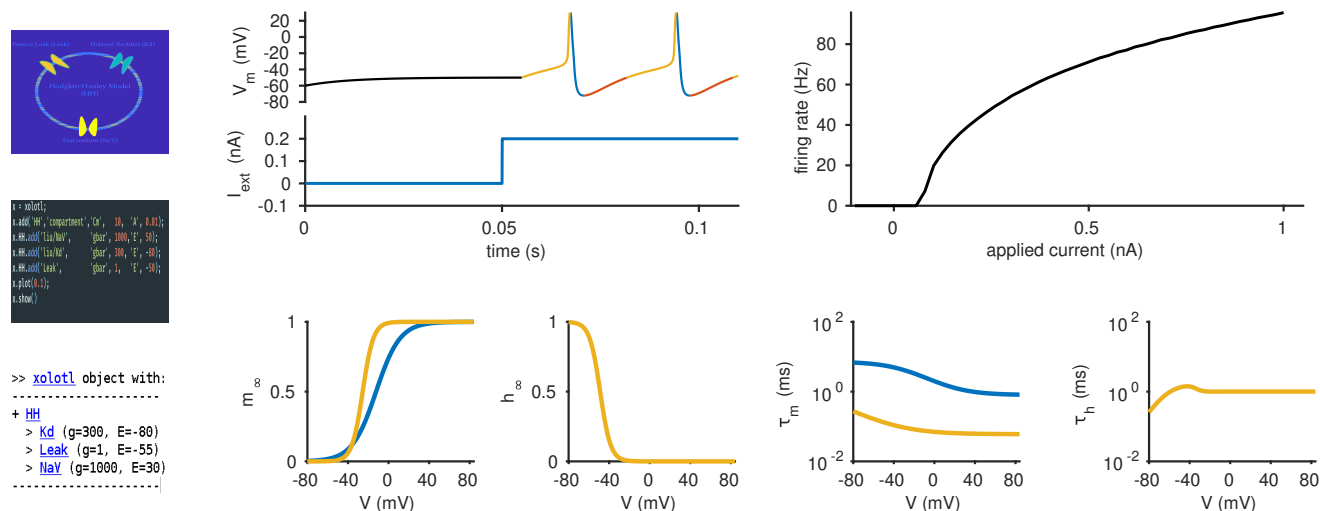 Passive Leak (Leak)
Delayed Rectifier (Kd)
Hodgkin-Huxley Model
(HH)
x = xolotl;
x.add('HH','compartment','Cm', 10, 'A', 0.01);
x.HH.add('liu/NaV', 'gbar', 1000,'E', 50);
x.HH.add('liu/Kd', 'gbar', 300, 'E', -80);
x.HH.add('Leak', 'gbar', 1, 'E', -50);
x.plot(0.1);
x.show()
>> xolotl object with:
---------------------
+ HH
> Kd (g=300, E=-80)
> Leak (g=1, E=-55)
> NaV (g=1000, E=30)
---------------------
V_m (mV)
20
0
-20
-40
-60
-80
I_ext (nA)
0.2
0.1
0
-0.1
0
0.05
0.1
time (s)
firing rate (Hz)
80
60
40
20
0
0
0.5
1
applied current (nA)
m_∞
1
0.5
0
-80
-40
0
40
80
V (mV)
h_∞
1
0.5
0
-80
-40
0
40
80
V (mV)
τ_m (ms)
10^2
10^0
10^-2
-80
-40
0
40
80
V (mV)
τ_h (ms)
10^2
10^0
10^-2
-80
-40
0
40
80
V (mV)